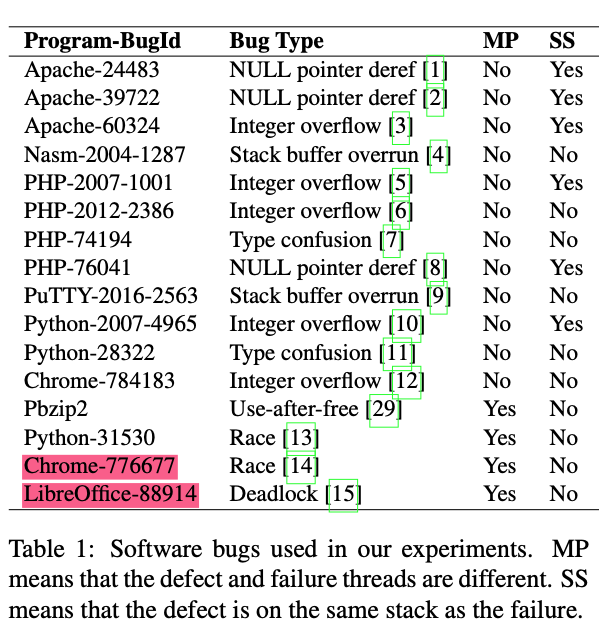 Program-BugId Bug Type MP SS
Apache-24483 NULL pointer deref [1] No Yes
Apache-39722 NULL pointer deref [2] No Yes
Apache-60324 Integer overflow [3] No Yes
Nasm-2004-1287 Stack buffer overrun [4] No No
PHP-2007-1001 Integer overflow [5] No Yes
PHP-2012-2386 Integer overflow [6] No No
PHP-74194 Type confusion [7] No No
PHP-76041 NULL pointer deref [8] No Yes
PuTTY-2016-2563 Stack buffer overrun [9] No No
Python-2007-4965 Integer overflow [10] No Yes
Python-28322 Type confusion [11] No No
Chrome-784183 Integer overflow [12] No No
Pbzip2 Use-after-free [29] Yes No
Python-31530 Race [13] Yes No
Chrome-776677 Race [14] Yes No
LibreOffice-88914 Deadlock [15] Yes No
Table 1: Software bugs used in our experiments. MP
means that the defect and failure threads are different. SS
means that the defect is on the same stack as the failure.